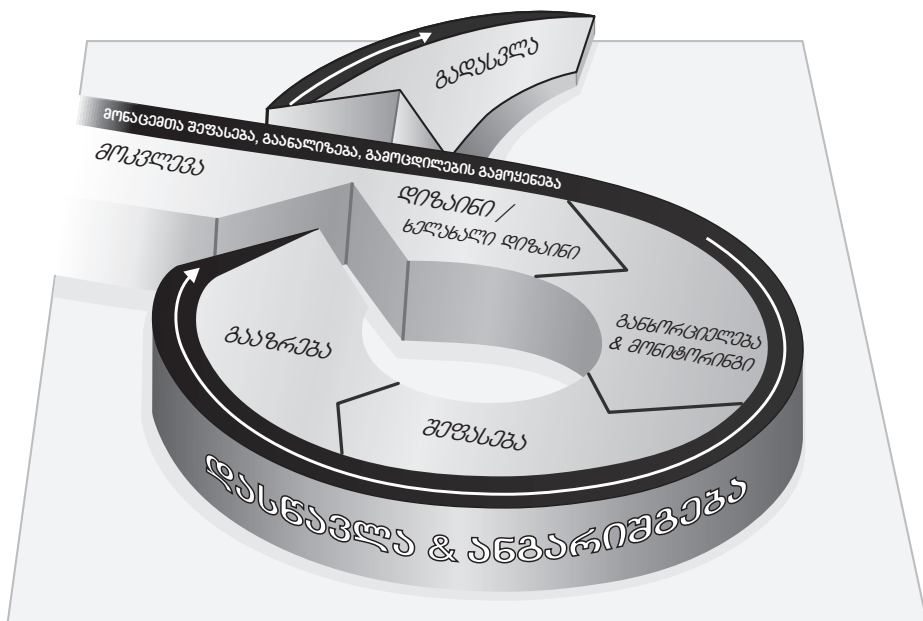 გადასვლა
მონაცემთა შეფასება, გაანალიზება, გამოცდილების გამოყენება
მოკვლევა
დიზაინი /
ხელახალი დიზაინი
განხორციელება
& მონიტორინგი
შეფასება
გააზრება
დასწავლა & ანგარიშგება